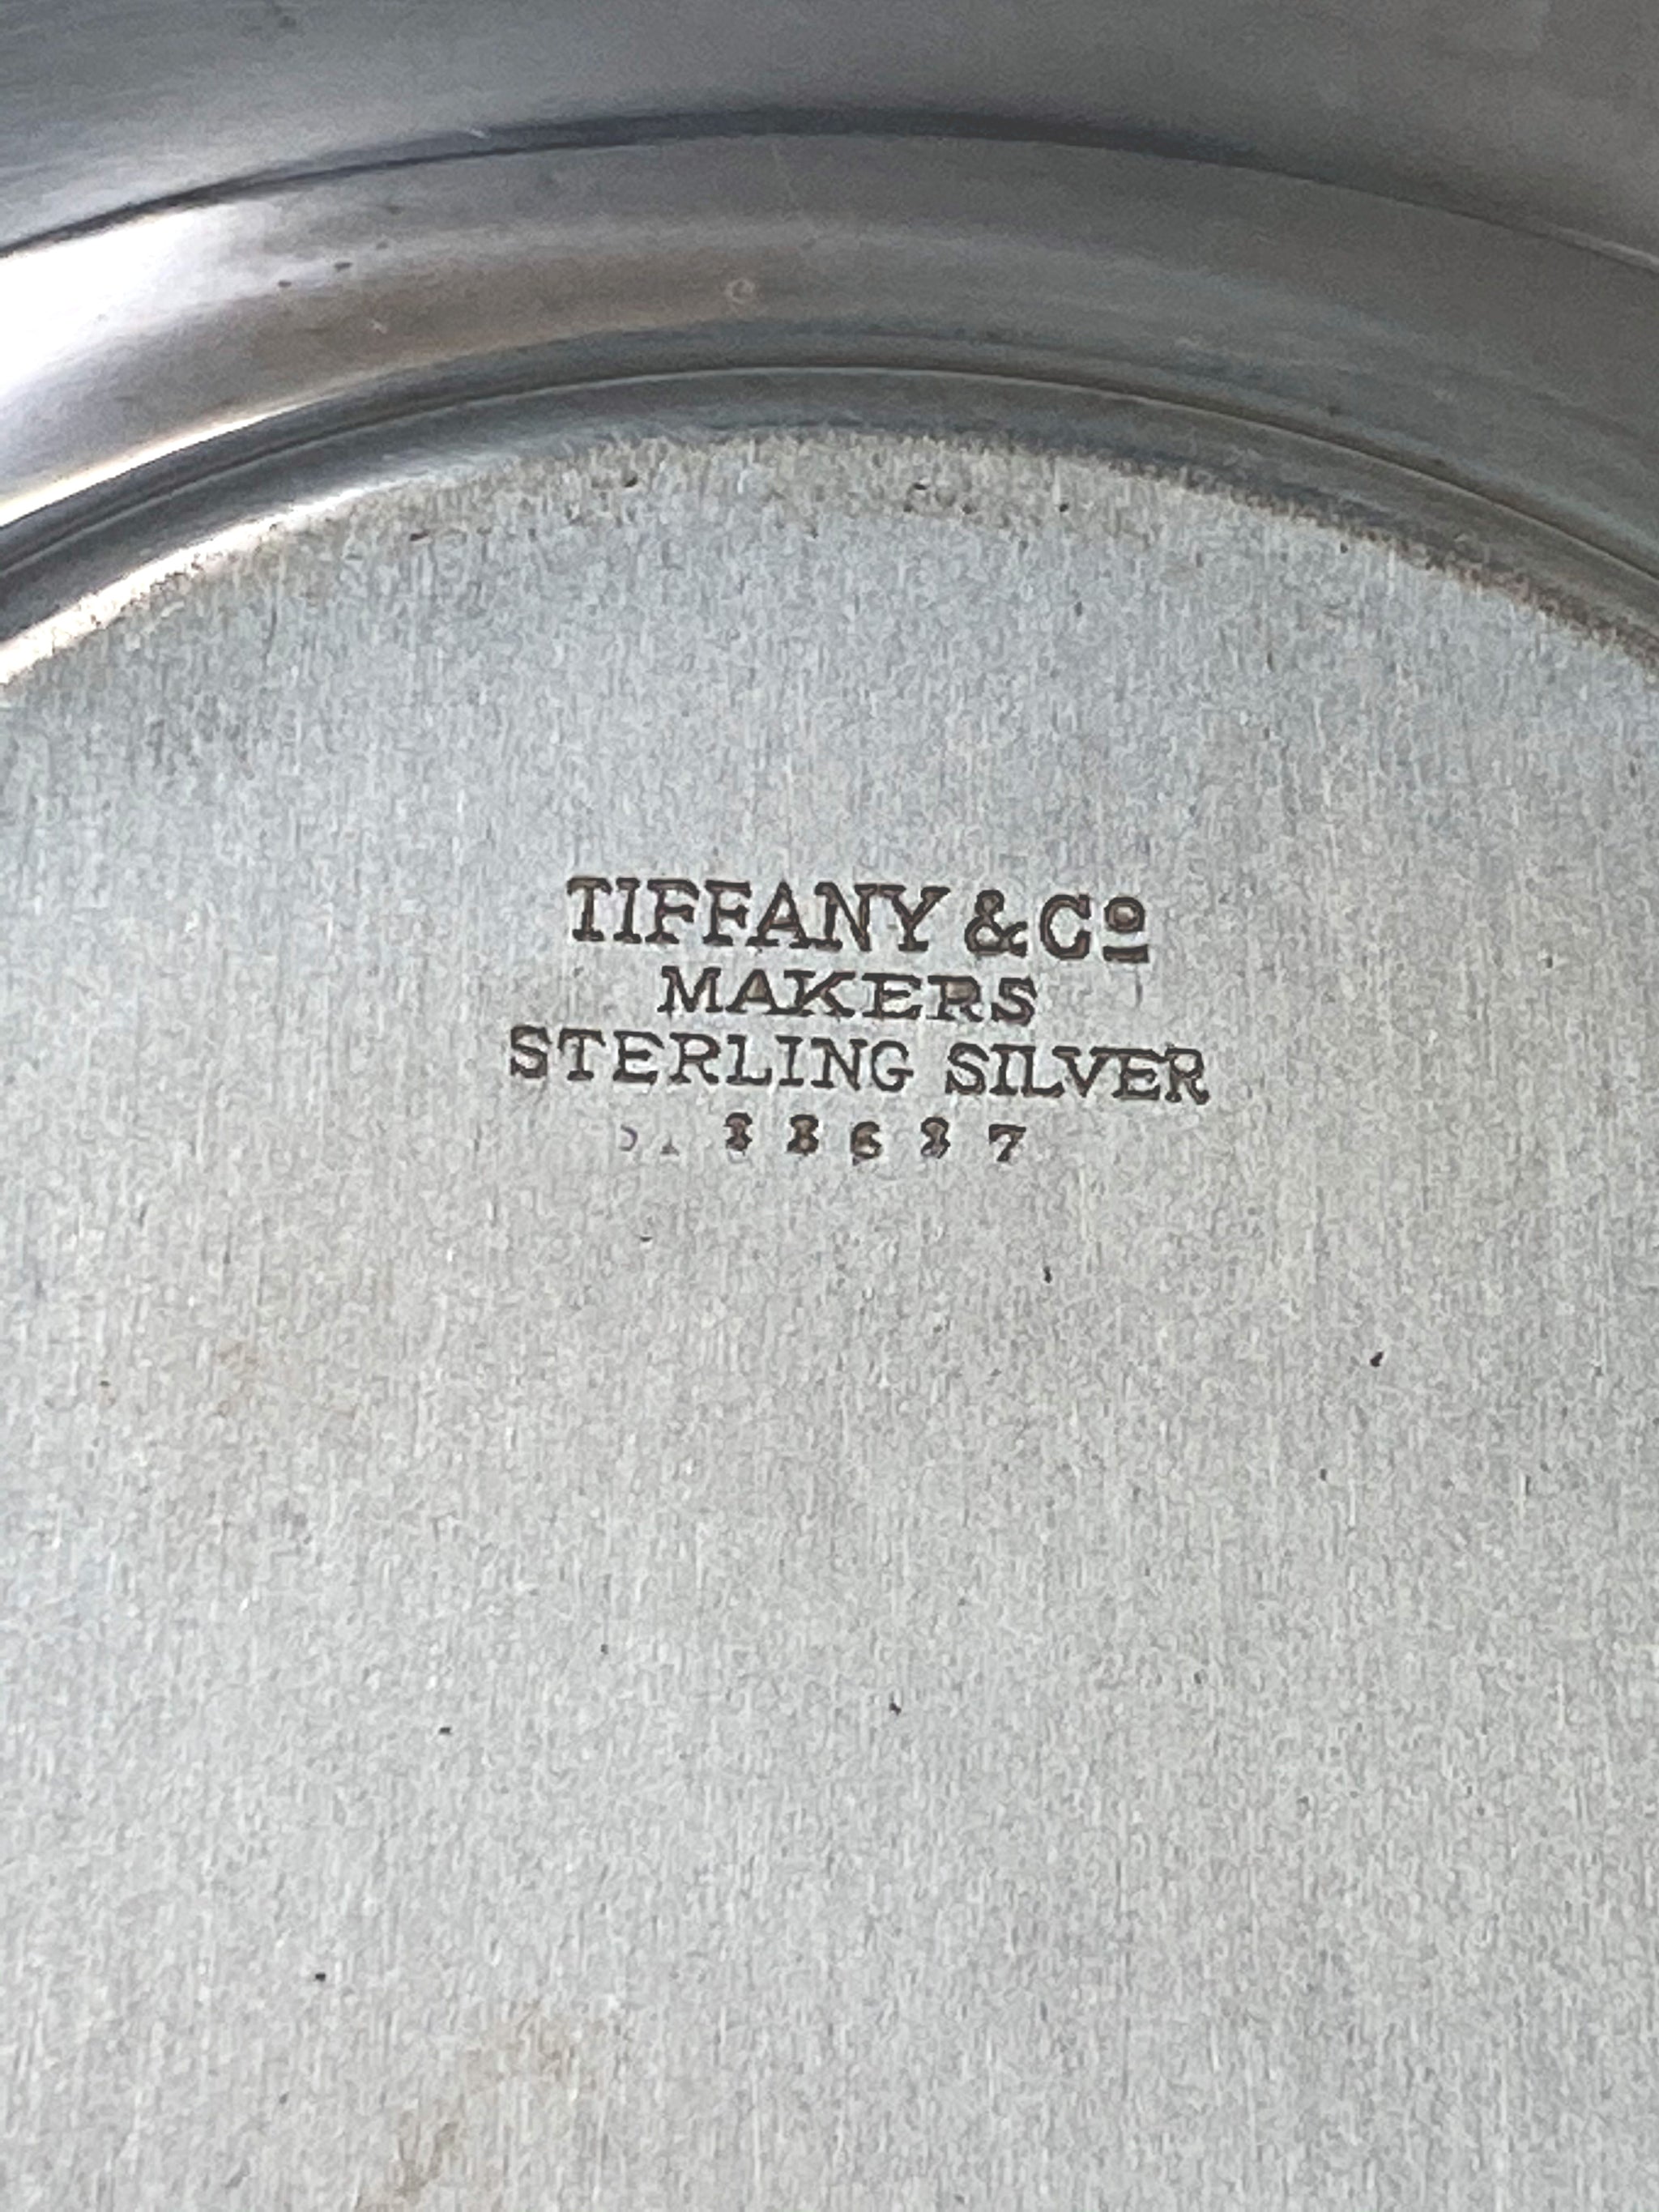 TIFFANY & Cº
MAKERS
STERLING SILVER